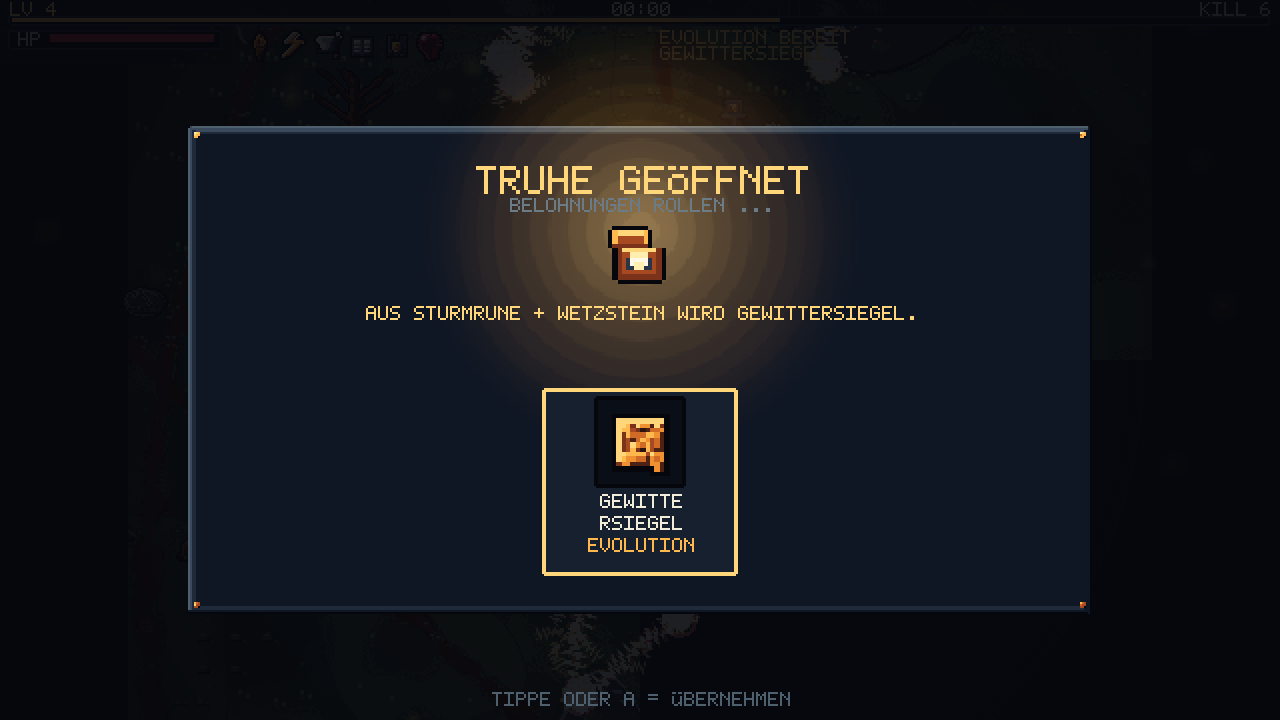 LV 4
00:00
KILL 6
HP
EVOLUTION BEREIT
GEWITTERSIEGE
TRUHE GEöFFNET
BELOHNUNGEN ROLLEN ...
AUS STURMRUNE + WETZSTEIN WIRD GEWITTERSIEGEL.
GEWITTE
RSIEGEL
EVOLUTION
TIPPE ODER A = üBERNEHMEN